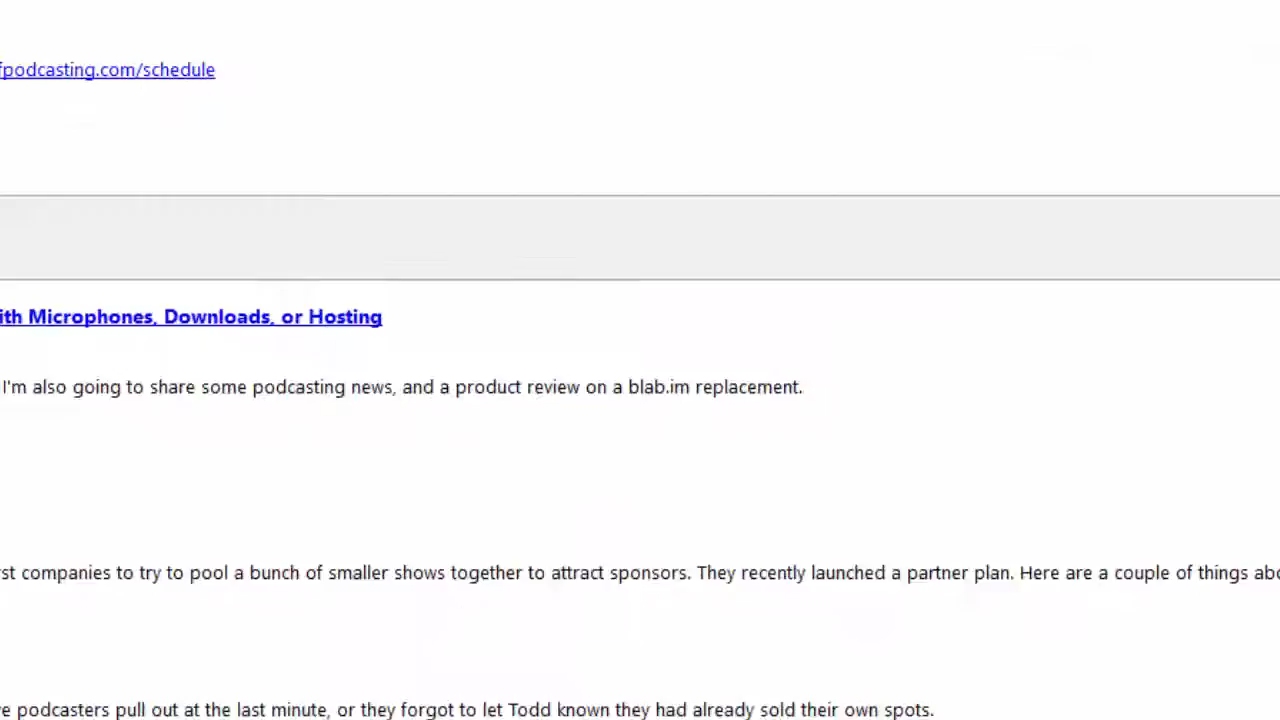 fpodcasting.com/schedule
ith Microphones, Downloads, or Hosting
I'm also going to share some podcasting news, and a product review on a blab.im replacement.
rst companies to try to pool a bunch of smaller shows together to attract sponsors. They recently launched a partner plan. Here are a couple of things abo
ve podcasters pull out at the last minute, or they forgot to let Todd known they had already sold their own spots.